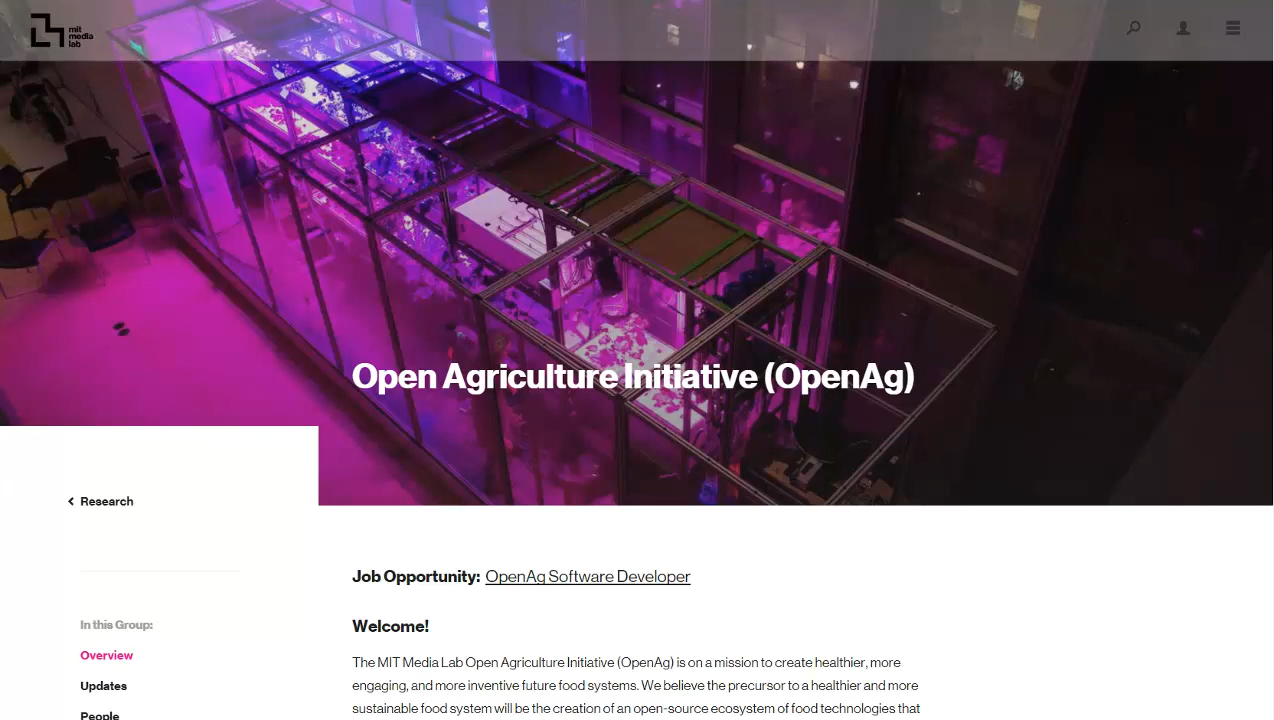 mit
media
lab
Open Agriculture Initiative (OpenAg)
Research
Job Opportunity: OpenAg Software Developer
In this Group:
Welcome!
Overview
The MIT Media Lab Open Agriculture Initiative (OpenAg) is on a mission to create healthier, more
engaging, and more inventive future food systems. We believe the precursor to a healthier and more
Updates
sustainable food system will be the creation of an open-source ecosystem of food technologies that
People